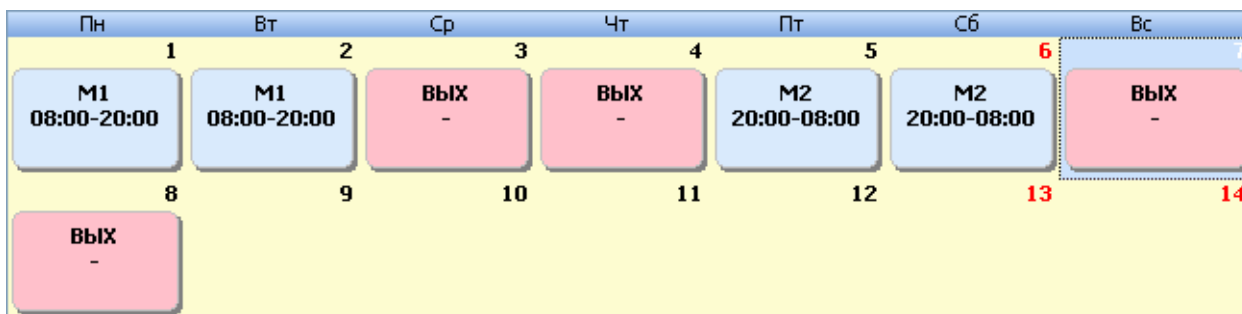 Пн Вт Ср Чт Пт Сб Вс
1 2 3 4 5 6 7
М1 М1 ВЫХ ВЫХ М2 М2 ВЫХ
08:00-20:00 08:00-20:00 - - 20:00-08:00 20:00-08:00 -
8 9 10 11 12 13 14
ВЫХ
-